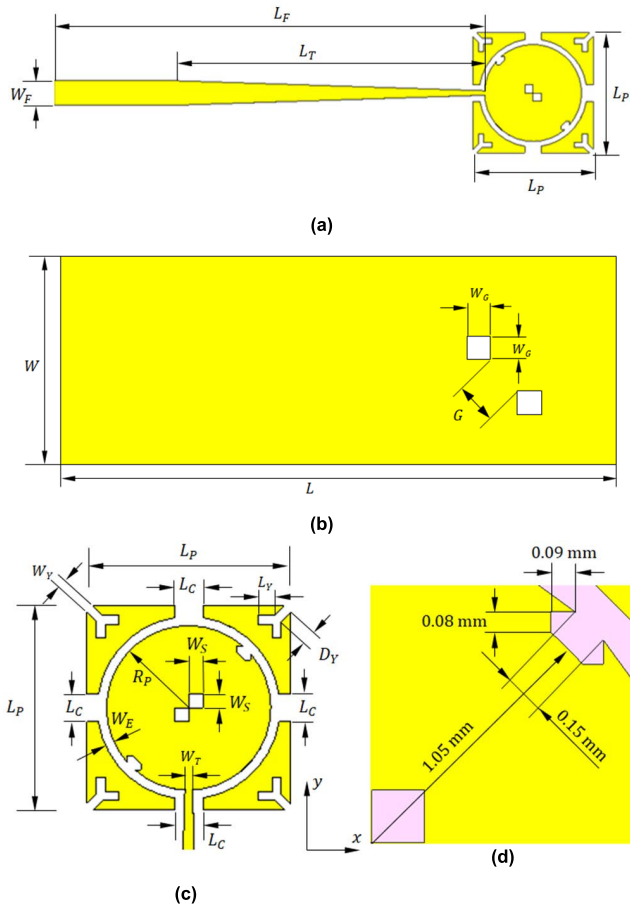 L_F
L_T
W_F
L_P
L_P
(a)
W_G
W_G
W
G
L
(b)
L_P
W_Y
L_C
L_Y
D_Y
W_S
R_P
W_S
L_P
L_C
L_C
W_E
W_T
y
L_C
x
(c)
0.09 mm
0.08 mm
1.05 mm
0.15 mm
(d)